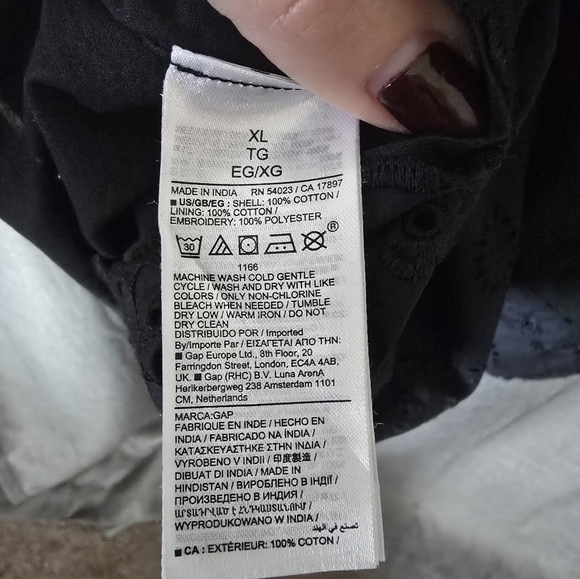 XL
TG
EG/XG
MADE IN INDIA RN 54023 / CA 17897
■ US/GB/EG : SHELL: 100% COTTON /
LINING: 100% COTTON /
EMBROIDERY: 100% POLYESTER
30
®
1166
MACHINE WASH COLD GENTLE
CYCLE / WASH AND DRY WITH LIKE
COLORS / ONLY NON-CHLORINE
BLEACH WHEN NEEDED / TUMBLE
DRY LOW / WARM IRON / DO NOT
DRY CLEAN
DISTRIBUIDO POR / Imported
By/Importe Par / ΕΙΣΑΓΕΤΑΙ ΑΠΟ ΤΗΝ:
■ Gap Europe Ltd., 8th Floor, 20
Farringdon Street, London, EC4A 4AB,
UK. ■ Gap (RHC) B.V. Luna ArenA
Herikerbergweg 238 Amsterdam 1101
CM, Netherlands
MARCA:GAP
FABRIQUE EN INDE / HECHO EN
INDIA / FABRICADO NA ÍNDIA /
ΚΑΤΑΣΚΕΥΑΣΤΗΚΕ ΣΤΗΝ ΙΝΔΙΑ /
VYROBENO V INDII / 印度製造 /
DIBUAT DI INDIA / MADE IN
HINDISTAN / ВИРОБЛЕНО В ІНДІЇ /
ПРОИЗВЕДЕНО В ИНДИЯ /
ԱՐՏԱԴՐՎԱԾ Է ՀՆԴԿԱՍՏԱՆՈՒՄ /
WYPRODUKOWANO W INDIA / تصنع في الهند
■ CA : EXTÉRIEUR: 100% COTON /